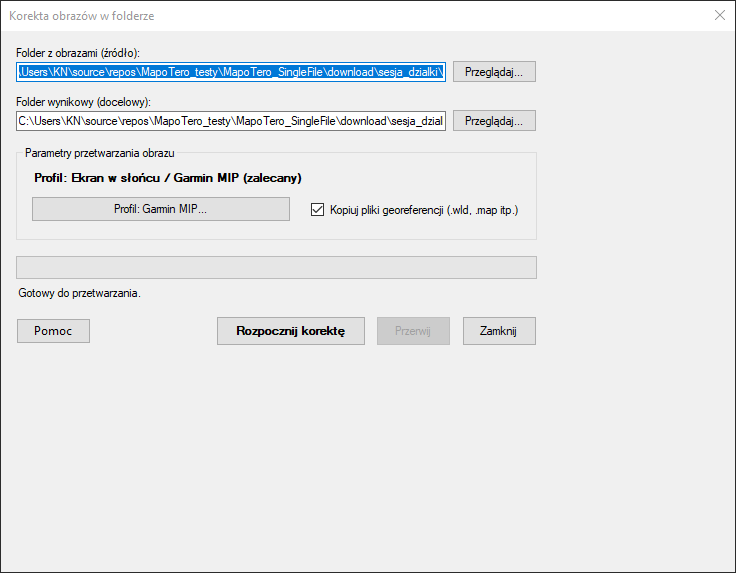 Korekta obrazów w folderze
Folder z obrazami (źródło):
\Users\KN\source\repos\MapoTero_testy\MapoTero_SingleFile\download\sesja_dzialki\
Przeglądaj...
Folder wynikowy (docelowy):
C:\Users\KN\source\repos\MapoTero_testy\MapoTero_SingleFile\download\sesja_dzial
Przeglądaj...
Parametry przetwarzania obrazu
Profil: Ekran w słońcu / Garmin MIP (zalecany)
Profil: Garmin MIP...
Kopiuj pliki georeferencji (.wld, .map itp.)
Gotowy do przetwarzania.
Pomoc
Rozpocznij korektę
Przerwij
Zamknij